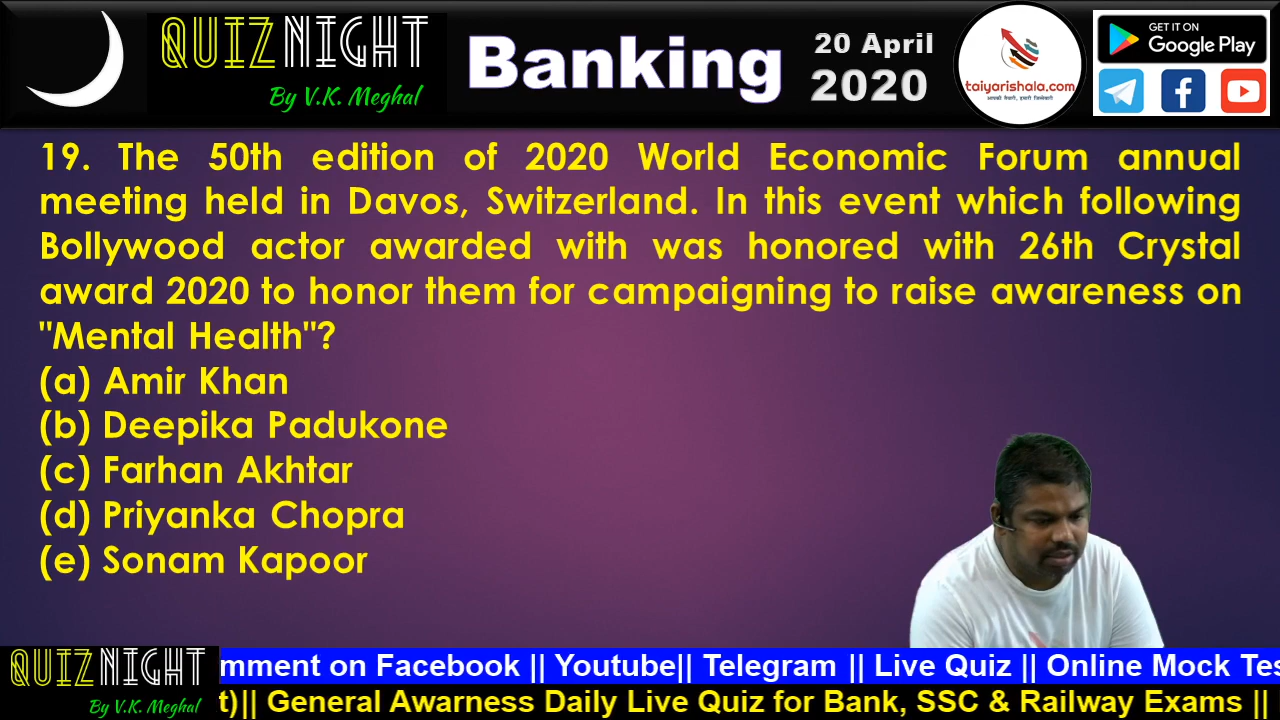 QUIZ NIGHT
By V.K. Meghal
Banking
20 April
2020
taiyarishala.com
आपकी तैयारी, हमारी जिम्मेदारी
GET IT ON
Google Play
19. The 50th edition of 2020 World Economic Forum annual
meeting held in Davos, Switzerland. In this event which following
Bollywood actor awarded with was honored with 26th Crystal
award 2020 to honor them for campaigning to raise awareness on
"Mental Health"?
(a) Amir Khan
(b) Deepika Padukone
(c) Farhan Akhtar
(d) Priyanka Chopra
(e) Sonam Kapoor
QUIZ NIGHT
By V.K. Meghal
mment on Facebook || Youtube|| Telegram || Live Quiz || Online Mock Tes
t)|| General Awarness Daily Live Quiz for Bank, SSC & Railway Exams ||